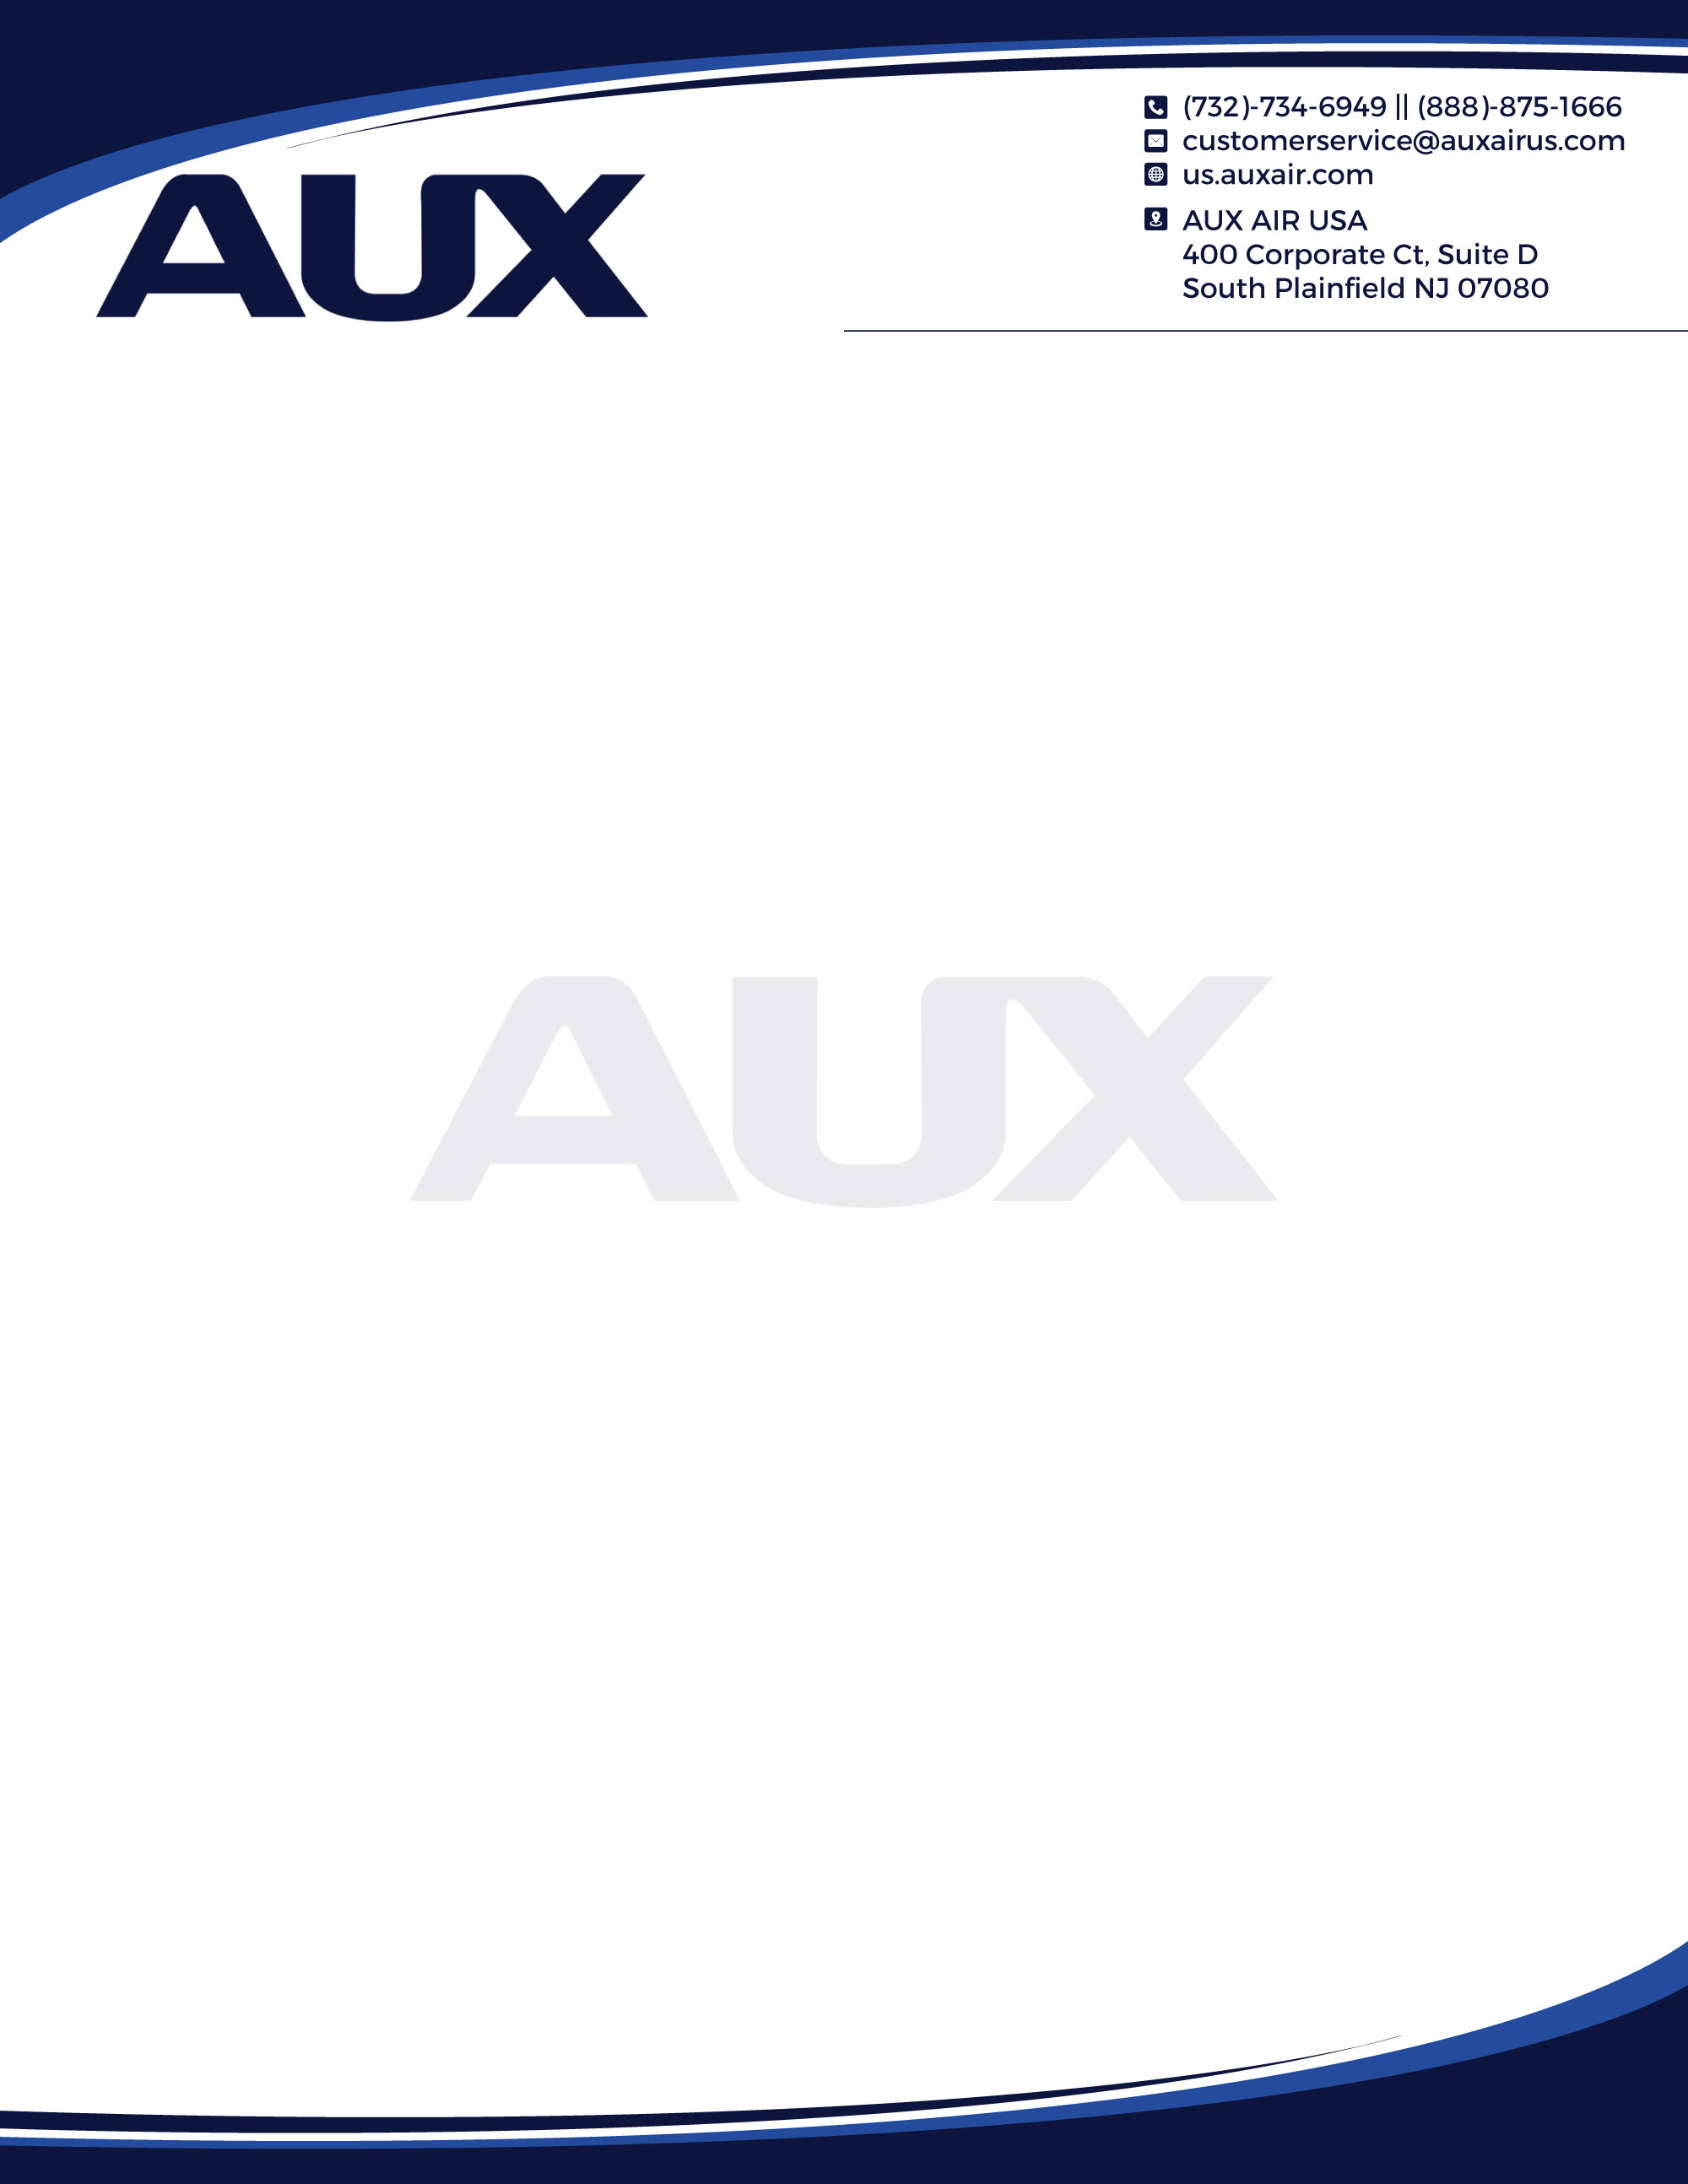 AUX
(732)-734-6949 || (888)-875-1666
customerservice@auxairus.com
us.auxair.com
AUX AIR USA
400 Corporate Ct, Suite D
South Plainfield NJ 07080
AUX